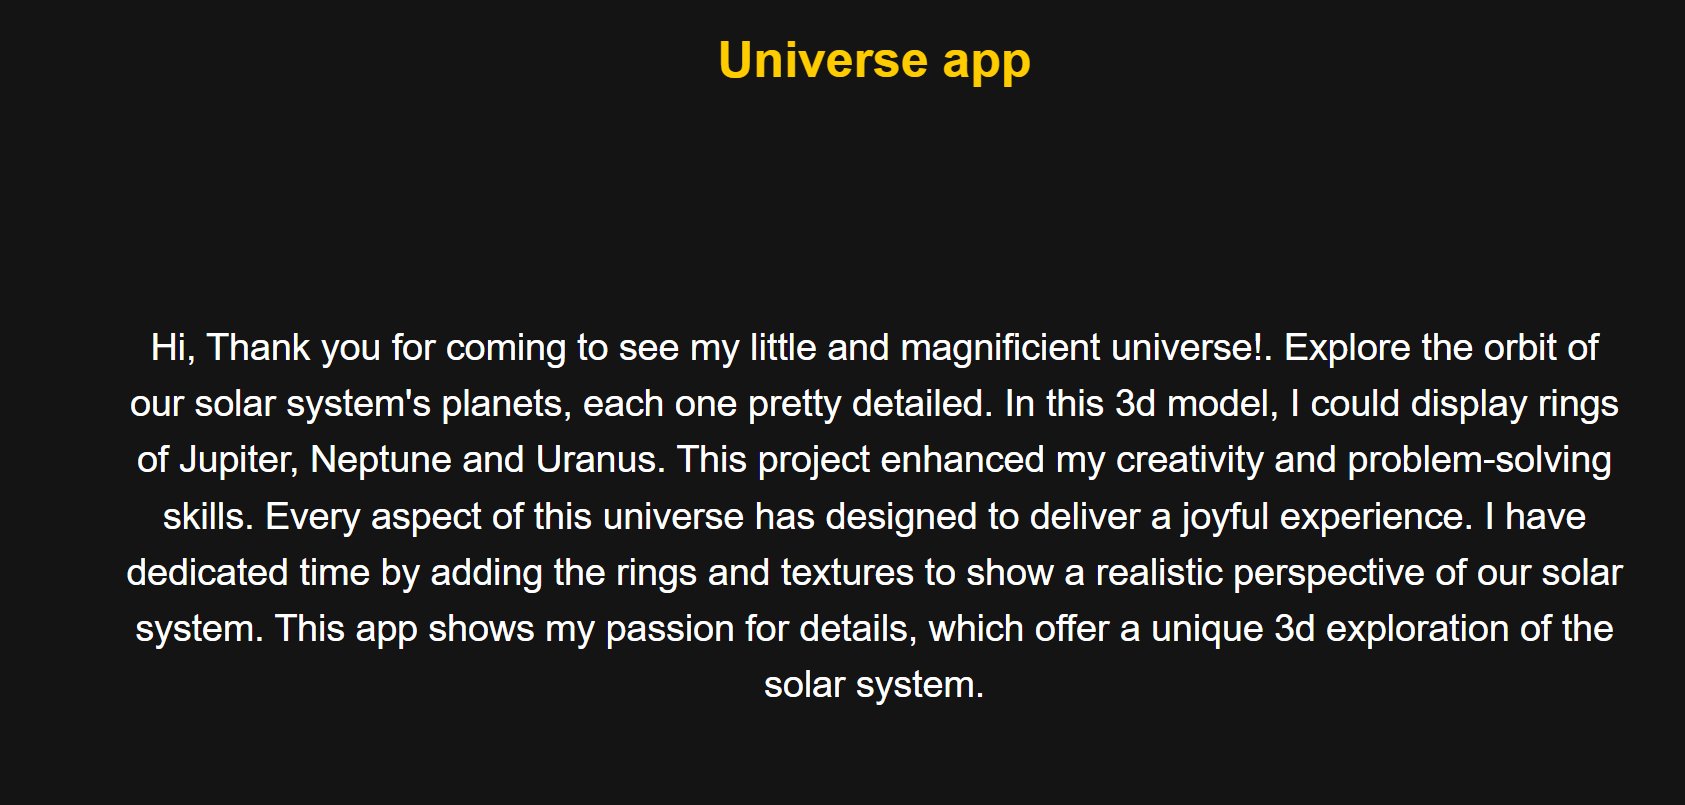 Universe app
Hi, Thank you for coming to see my little and magnificient universe!. Explore the orbit of
our solar system's planets, each one pretty detailed. In this 3d model, I could display rings
of Jupiter, Neptune and Uranus. This project enhanced my creativity and problem-solving
skills. Every aspect of this universe has designed to deliver a joyful experience. I have
dedicated time by adding the rings and textures to show a realistic perspective of our solar
system. This app shows my passion for details, which offer a unique 3d exploration of the
solar system.